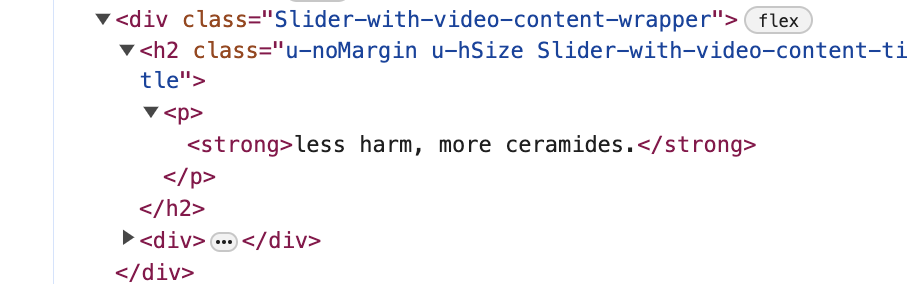 <div class="Slider-with-video-content-wrapper"> flex
<h2 class="u-noMargin u-hSize Slider-with-video-content-ti
tle">
<p>
<strong>less harm, more ceramides.</strong>
</p>
</h2>
<div> ••• </div>
</div>